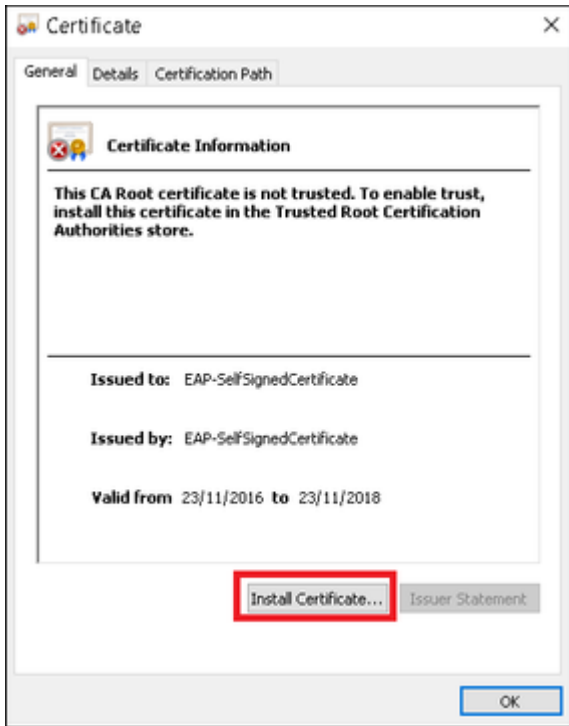 Certificate
General Details Certification Path
Certificate Information
This CA Root certificate is not trusted. To enable trust,
install this certificate in the Trusted Root Certification
Authorities store.
Issued to: EAP-SelfSignedCertificate
Issued by: EAP-SelfSignedCertificate
Valid from 23/11/2016 to 23/11/2018
Install Certificate... Issuer Statement
OK